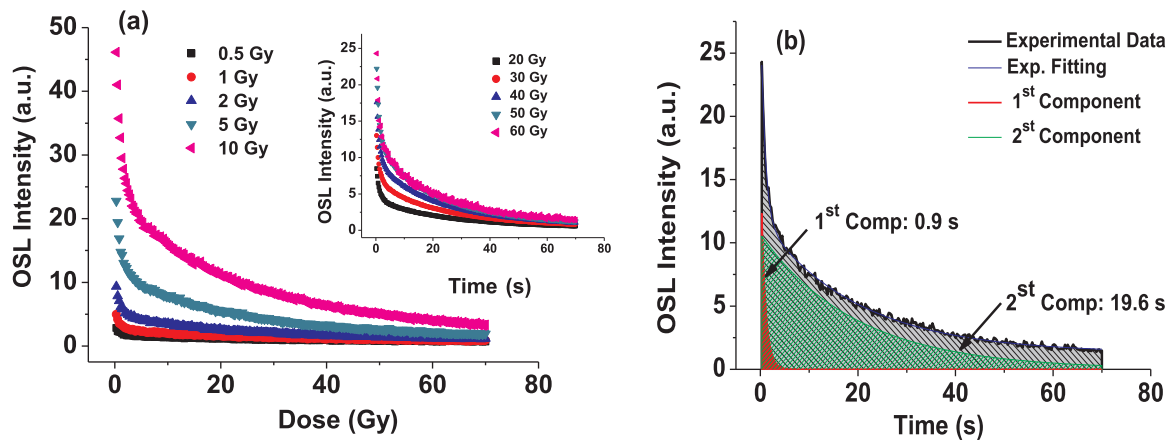 (a)
OSL Intensity (a.u.)
50
40
30
20
10
0
0.5 Gy
1 Gy
2 Gy
5 Gy
10 Gy
0 20 40 60 80
Dose (Gy)
OSL Intensity (a.u.)
25
20
15
10
5
0
20 Gy
30 Gy
40 Gy
50 Gy
60 Gy
0 20 40 60 80
Time (s)
(b)
OSL Intensity (a.u.)
25
20
15
10
5
0
Experimental Data
Exp. Fitting
1st Component
2st Component
1st Comp: 0.9 s
2st Comp: 19.6 s
0 20 40 60 80
Time (s)